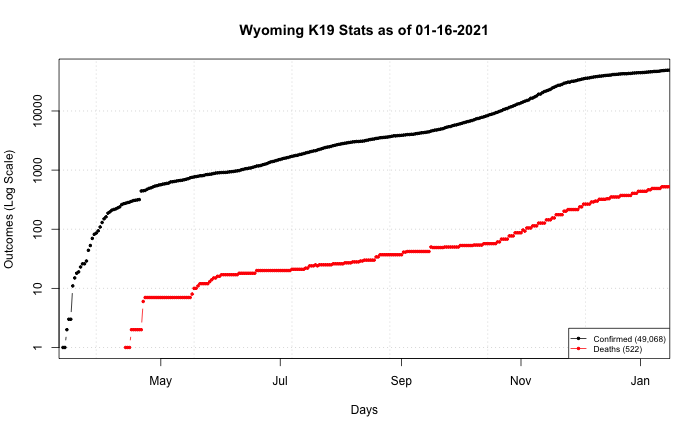 Wyoming K19 Stats as of 01-16-2021
Outcomes (Log Scale)
10000
1000
100
10
1
Confirmed (49,068)
Deaths (522)
May
Jul
Sep
Nov
Jan
Days